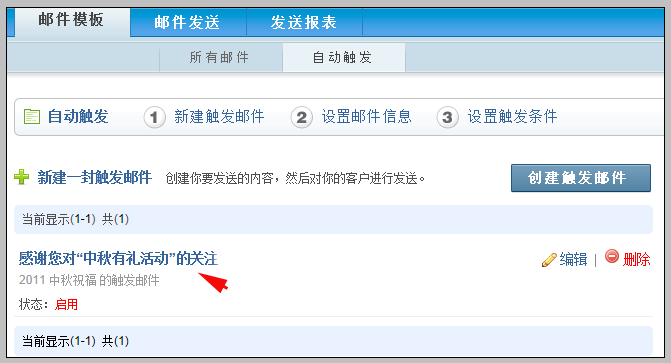 邮件模板 邮件发送 发送报表
所有邮件 自动触发
自动触发 1 新建触发邮件 2 设置邮件信息 3 设置触发条件
新建一封触发邮件 创建你要发送的内容，然后对你的客户进行发送。 创建触发邮件
当前显示(1-1) 共(1)
感谢您对“中秋有礼活动”的关注 编辑 | 删除
2011 中秋祝福 的触发邮件
状态：启用
当前显示(1-1) 共(1)